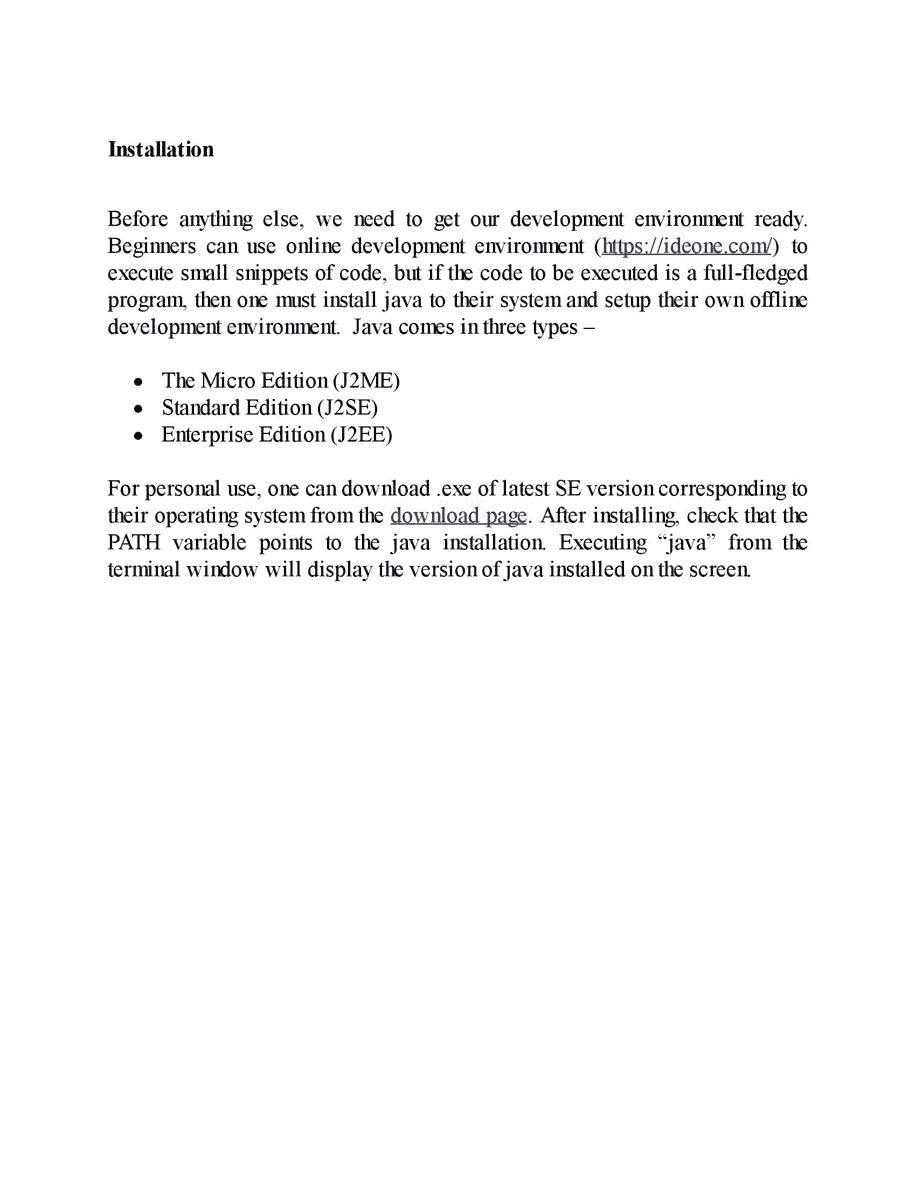 Installation
Before anything else, we need to get our development environment ready.
Beginners can use online development environment (https://ideone.com/) to
execute small snippets of code, but if the code to be executed is a full-fledged
program, then one must install java to their system and setup their own offline
development environment. Java comes in three types –
• The Micro Edition (J2ME)
• Standard Edition (J2SE)
• Enterprise Edition (J2EE)
For personal use, one can download .exe of latest SE version corresponding to
their operating system from the download page. After installing, check that the
PATH variable points to the java installation. Executing “java” from the
terminal window will display the version of java installed on the screen.